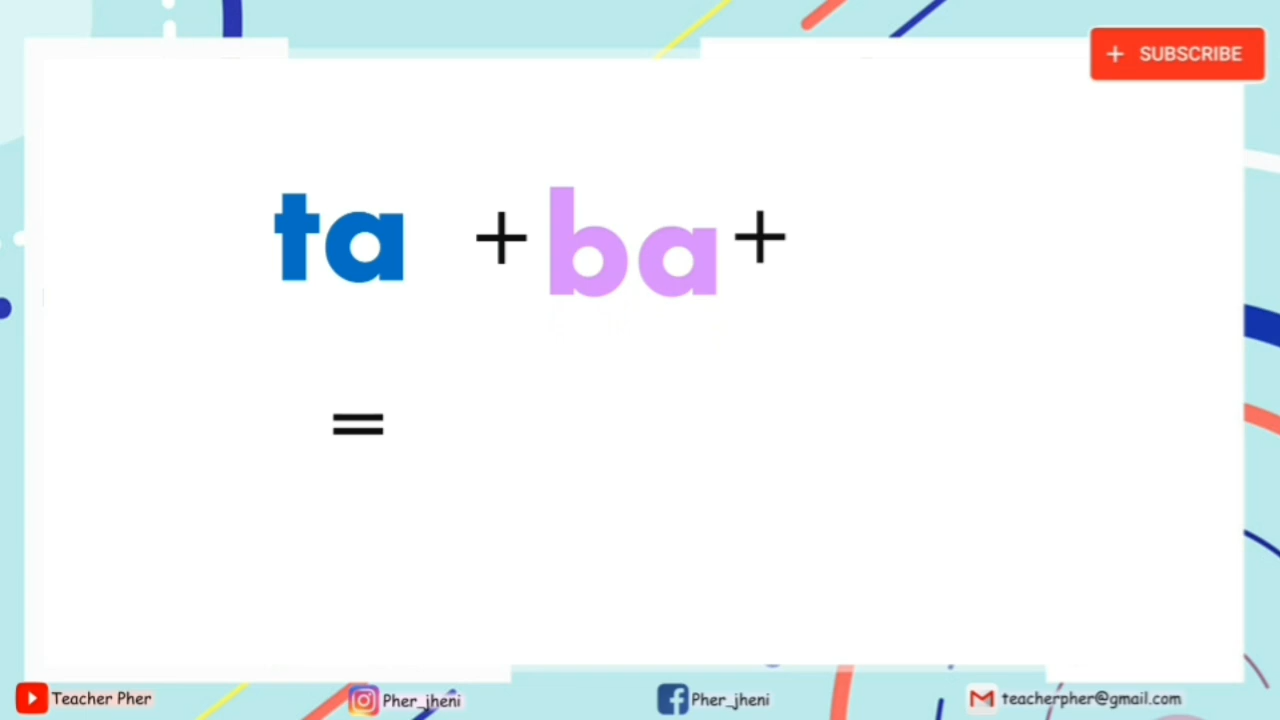 + SUBSCRIBE
ta + ba +
=
Teacher Pher Pher_jheni Pher_jheni teacherpher@gmail.com